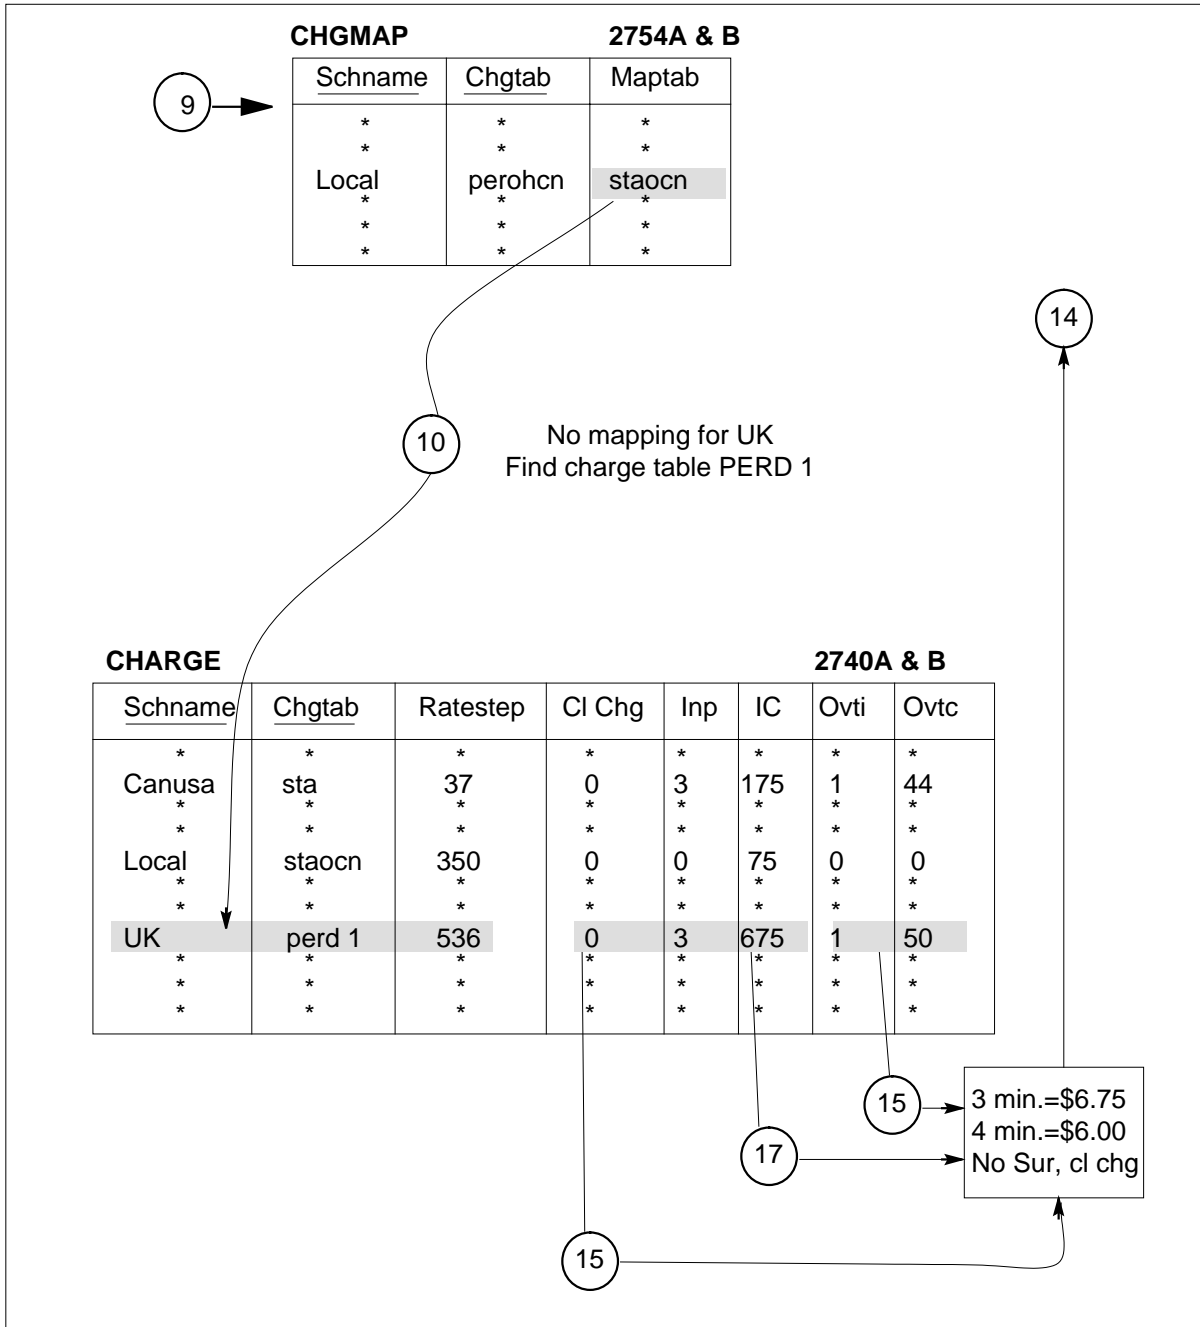 CHGMAP 2754A & B
9
Schname Chgtab Maptab
* * *
* * *
Local perohcn staocn
* * *
* * *
* * *
14
10
No mapping for UK
Find charge table PERD 1
CHARGE 2740A & B
Schname Chgtab Ratestep Cl Chg Inp IC Ovti Ovtc
* * * * * * * *
Canusa sta 37 0 3 175 1 44
* * * * * * * *
* * * * * * * *
Local staocn 350 0 0 75 0 0
* * * * * * * *
* * * * * * * *
UK perd 1 536 0 3 675 1 50
* * * * * * * *
* * * * * * * *
* * * * * * * *
15
3 min.=$6.75
4 min.=$6.00
No Sur, cl chg
17
15